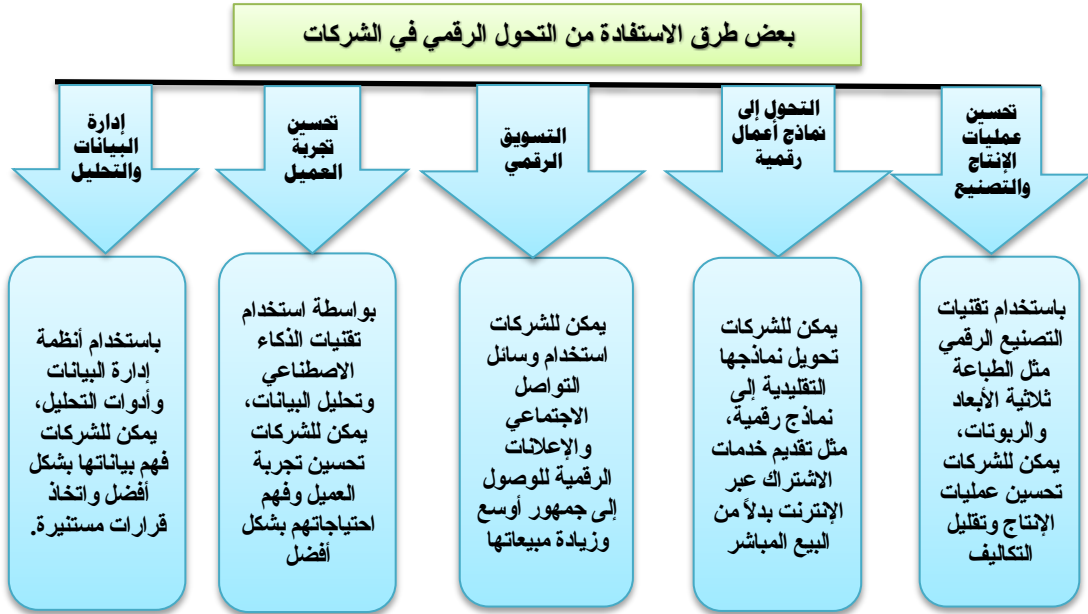 بعض طرق الاستفادة من التحول الرقمي في الشركات
تحسين
عمليات
الإنتاج
والتصنيع
التحول إلى
نماذج أعمال
رقمية
التسويق
الرقمي
تحسين
تجربة
العميل
إدارة
البيانات
والتحليل
باستخدام تقنيات
التصنيع الرقمي
مثل الطباعة
ثلاثية الأبعاد
والربوتات،
يمكن للشركات
تحسين عمليات
الإنتاج وتقليل
التكاليف
يمكن للشركات
تحويل نماذجها
التقليدية إلى
نماذج رقمية،
مثل تقديم خدمات
الاشتراك عبر
الإنترنت بدلاً من
البيع المباشر
يمكن للشركات
استخدام وسائل
التواصل
الاجتماعي
والإعلانات
الرقمية للوصول
إلى جمهور أوسع
وزيادة مبيعاتها
بواسطة استخدام
تقنيات الذكاء
الاصطناعي
وتحليل البيانات،
يمكن للشركات
تحسين تجربة
العميل وفهم
احتياجاتهم بشكل
أفضل
باستخدام أنظمة
إدارة البيانات
وأدوات التحليل،
يمكن للشركات
فهم بياناتها بشكل
أفضل واتخاذ
قرارات مستنيرة.